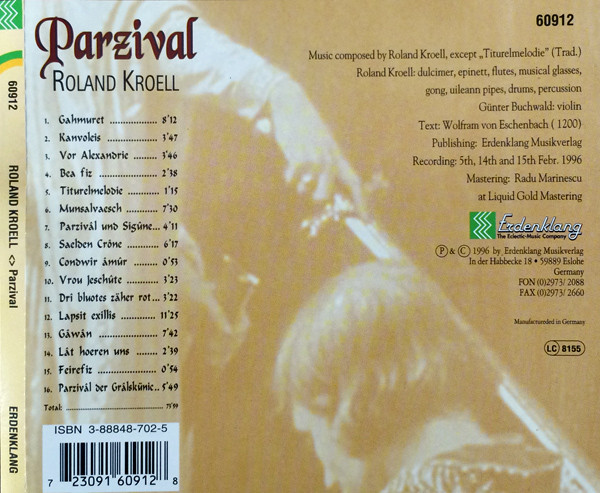 60912
ROLAND KROELL <> Parzival
ERDENKLANG
Parzival
ROLAND KROELL
1. Gahmuret .................. 8'12
2. Kanvoleis .................. 3'47
3. Vor Alexandrie ........... 3'46
4. Bea fiz ...................... 2'38
5. Titurelmelodie ............ 1'15
6. Munsalvaesch ............. 7'30
7. Parzivâl und Sigûne... 4'11
8. Saelden Crône ............ 6'17
9. Condwir âmûr ........... 0'53
10. Vrou Jeschûte ............ 3'23
11. Dri bluotes zäher rot... 3'22
12. Lapsit exillis ............. 11'25
13. Gâwân ...................... 7'42
14. Lât hoeren uns .......... 2'39
15. Feirefiz .................... 0'54
16. Parzivâl der Grâlskûnic.. 5'49
Total: ................................ 75'59
ISBN 3-88848-702-5
7 23091 60912 8
60912
Music composed by Roland Kroell, except „Titurelmelodie” (Trad.)
Roland Kroell: dulcimer, epinett, flutes, musical glasses,
gong, uileann pipes, drums, percussion
Günter Buchwald: violin
Text: Wolfram von Eschenbach ( 1200)
Publishing: Erdenklang Musikverlag
Recording: 5th, 14th and 15th Febr. 1996
Mastering: Radu Marinescu
at Liquid Gold Mastering
Erdenklang
The Eclectic-Music Company
Ⓟ & © 1996 by Erdenklang Musikverlag
In der Habbecke 18 • 59889 Eslohe
Germany
FON (0)2973/ 2088
FAX (0)2973/ 2660
Manufactureded in Germany
LC 8155